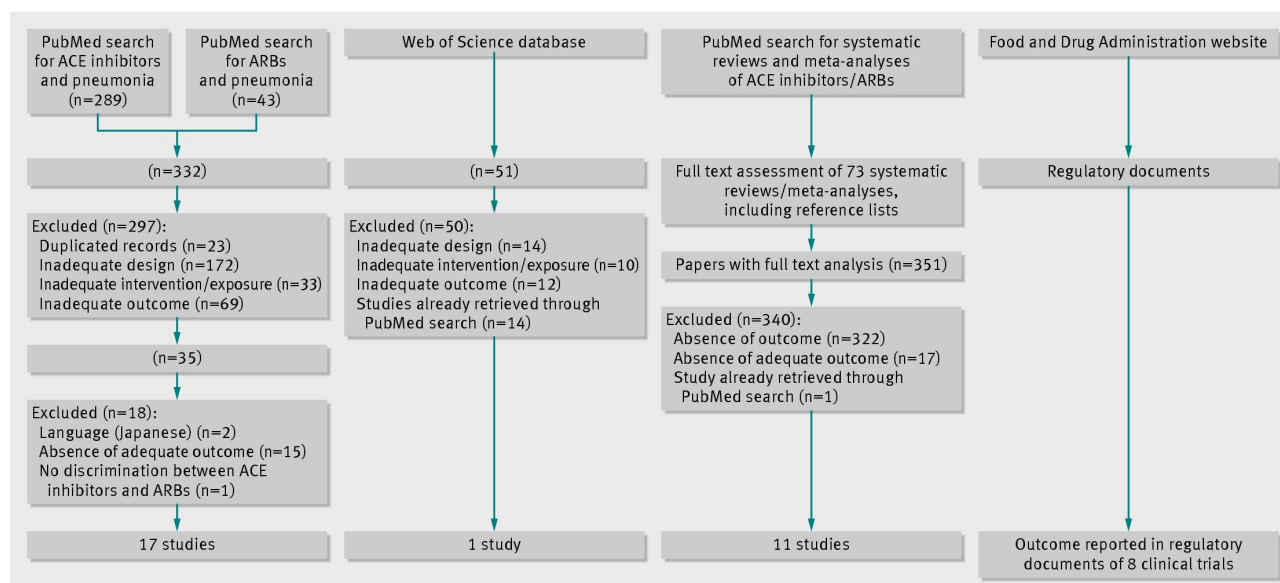 PubMed search
for ACE inhibitors
and pneumonia
(n=289)
PubMed search
for ARBs
and pneumonia
(n=43)
(n=332)
Excluded (n=297):
Duplicated records (n=23)
Inadequate design (n=172)
Inadequate intervention/exposure (n=33)
Inadequate outcome (n=69)
(n=35)
Excluded (n=18):
Language (Japanese) (n=2)
Absence of adequate outcome (n=15)
No discrimination between ACE
inhibitors and ARBs (n=1)
17 studies
Web of Science database
(n=51)
Excluded (n=50):
Inadequate design (n=14)
Inadequate intervention/exposure (n=10)
Inadequate outcome (n=12)
Studies already retrieved through
PubMed search (n=14)
1 study
PubMed search for systematic
reviews and meta-analyses
of ACE inhibitors/ARBs
Full text assessment of 73 systematic
reviews/meta-analyses,
including reference lists
Papers with full text analysis (n=351)
Excluded (n=340):
Absence of outcome (n=322)
Absence of adequate outcome (n=17)
Study already retrieved through
PubMed search (n=1)
11 studies
Food and Drug Administration website
Regulatory documents
Outcome reported in regulatory
documents of 8 clinical trials